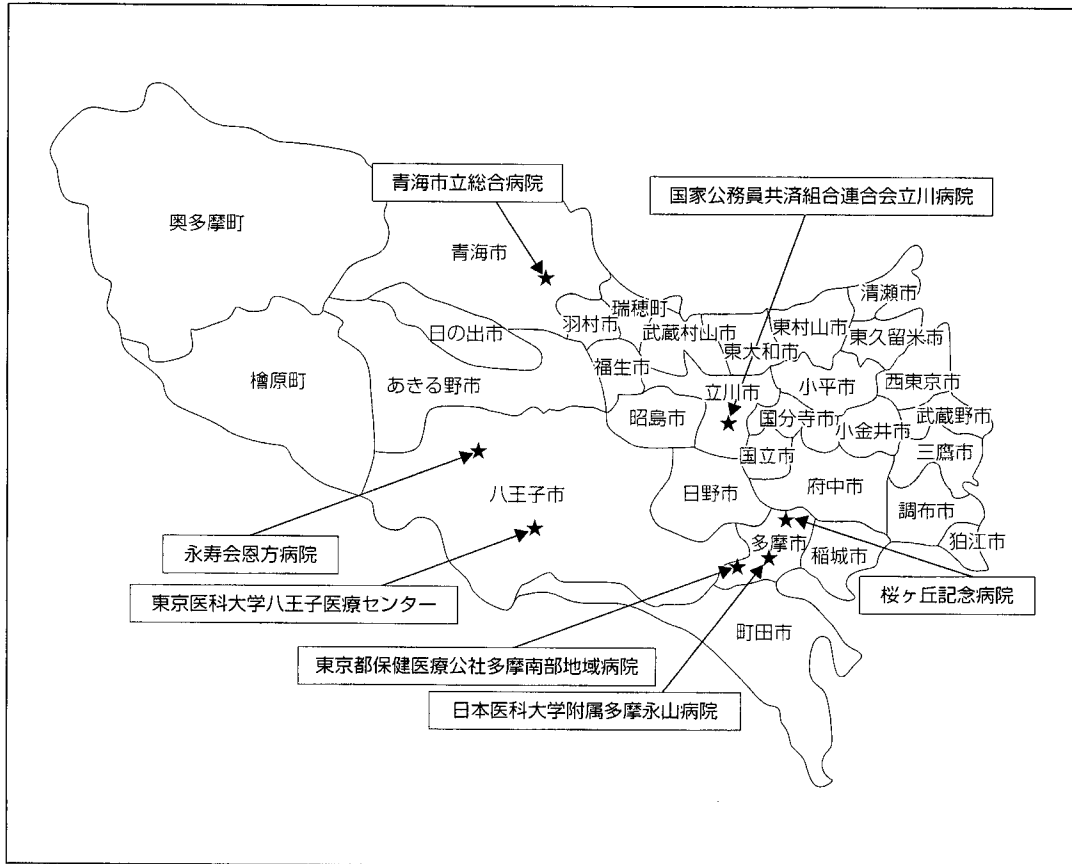 青海市立総合病院
国家公務員共済組合連合会立川病院
奥多摩町
青海市
清瀬市
瑞穂町
羽村市
武蔵村山市
東村山市
東久留米市
日の出市
東大和市
福生市
檜原町
あきる野市
立川市
小平市
西東京市
昭島市
国分寺市
小金井市
武蔵野市
国立市
三鷹市
八王子市
日野市
府中市
調布市
永寿会恩方病院
多摩市
稲城市
狛江市
東京医科大学八王子医療センター
桜ヶ丘記念病院
町田市
東京都保健医療公社多摩南部地域病院
日本医科大学附属多摩永山病院